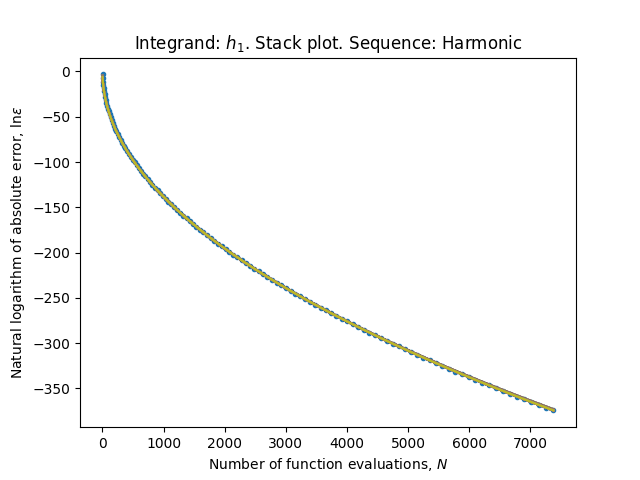 Integrand: h₁. Stack plot. Sequence: Harmonic
Natural logarithm of absolute error, lnε
0
−50
−100
−150
−200
−250
−300
−350
0 1000 2000 3000 4000 5000 6000 7000
Number of function evaluations, N